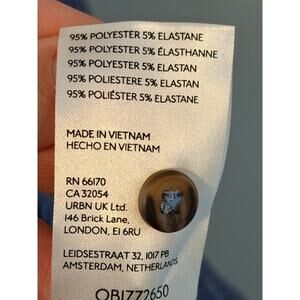 95% POLYESTER 5% ELASTANE
95% POLYESTER 5% ÉLASTHANNE
95% POLYESTER 5% ELASTAN
95% POLIESTERE 5% ELASTAN
95% POLIÉSTER 5% ELASTANE
MADE IN VIETNAM
HECHO EN VIETNAM
RN 66170
CA 32054
URBN UK Ltd.
146 Brick Lane,
LONDON, E1 6RU
LEIDSESTRAAT 32, 1017 PB
AMSTERDAM, NETHERLANDS
OB1772650